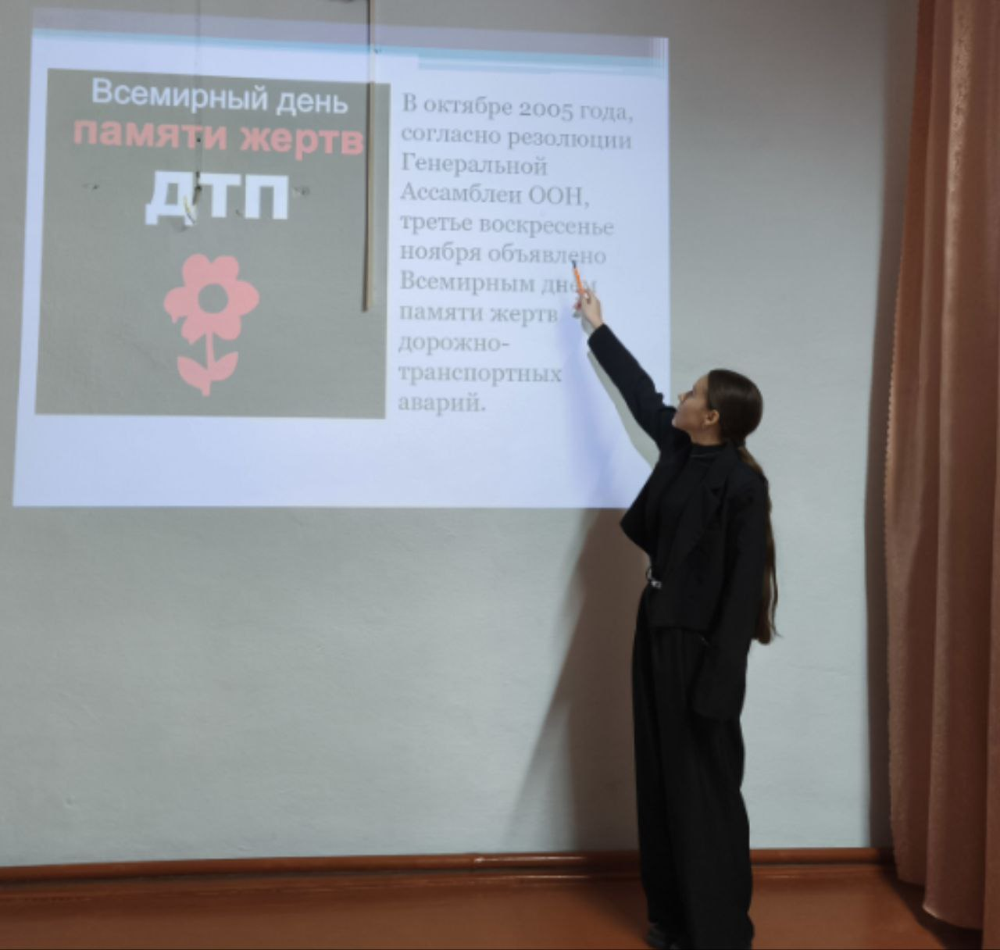 Всемирный день
памяти жертв
ДТП
В октябре 2005 года,
согласно резолюции
Генеральной
Ассамблеи ООН,
третье воскресенье
ноября объявлено
Всемирным днем
памяти жертв
дорожно-
транспортных
аварий.